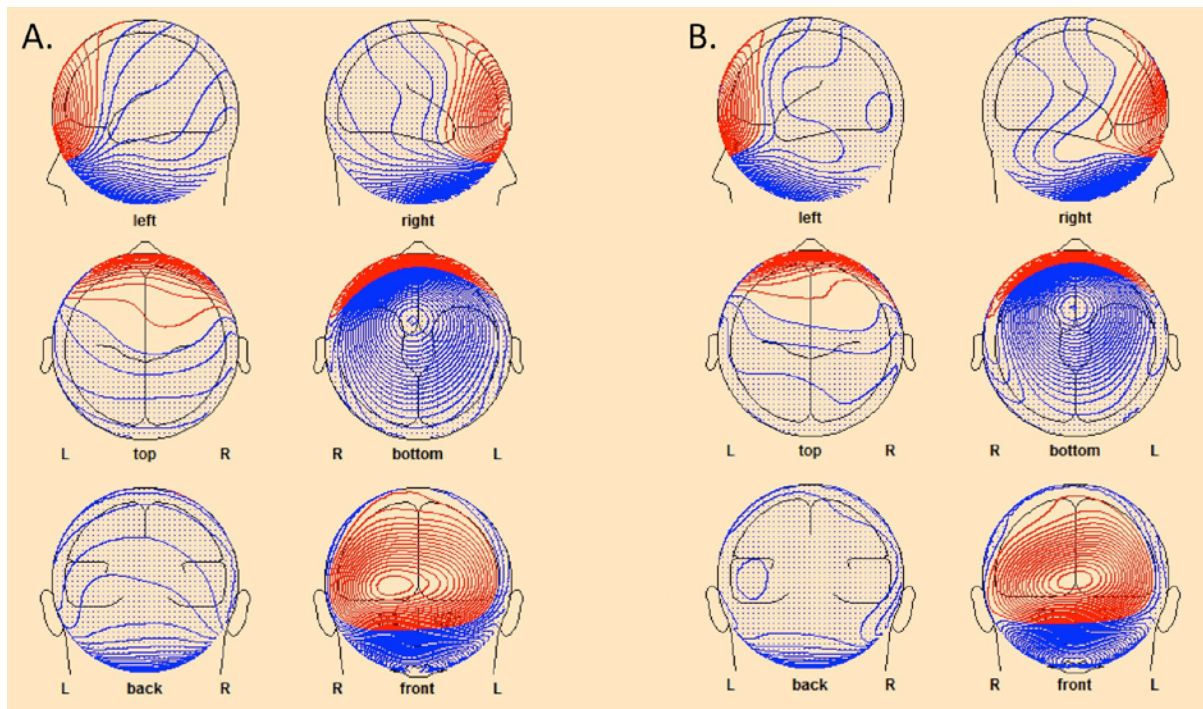 A.
left
right
L top R
R bottom L
L back R
R front L
B.
left
right
L top R
R bottom L
L back R
R front L